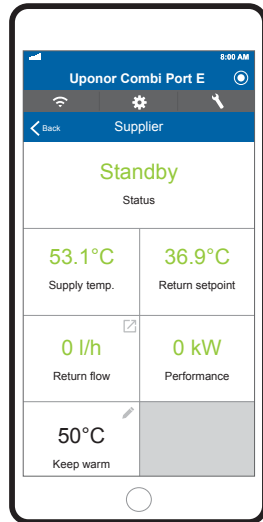 8:00 AM
Uponor Combi Port E
Back
Supplier
Standby
Status
53.1°C
36.9°C
Supply temp.
Return setpoint
0 l/h
0 kW
Return flow
Performance
50°C
Keep warm